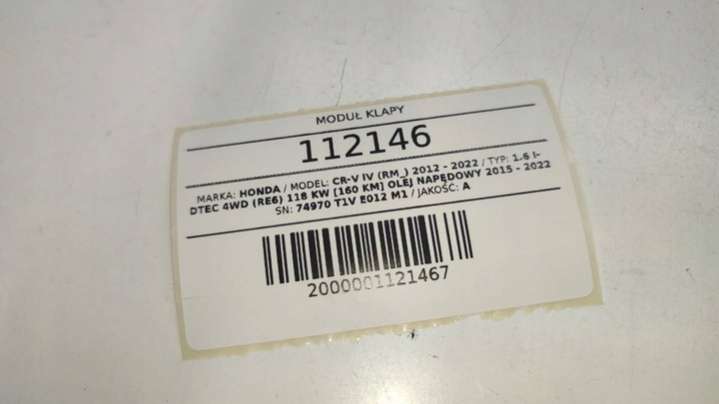 MODUŁ KLAPY
112146
MARKA: HONDA / MODEL: CR-V IV (RM_) 2012 - 2022 / TYP: 1.6 I-
DTEC 4WD (RE6) 118 KW [160 KM] OLEJ NAPĘDOWY 2015 - 2022
SN: 74970 T1V E012 M1 / JAKOŚĆ: A
2000001121467